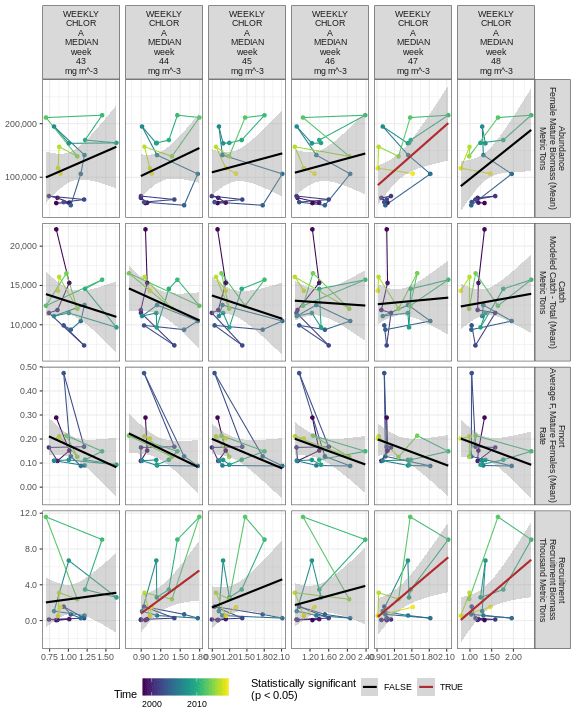 WEEKLY
CHLOR
A
MEDIAN
week
43
mg m^-3
WEEKLY
CHLOR
A
MEDIAN
week
44
mg m^-3
WEEKLY
CHLOR
A
MEDIAN
week
45
mg m^-3
WEEKLY
CHLOR
A
MEDIAN
week
46
mg m^-3
WEEKLY
CHLOR
A
MEDIAN
week
47
mg m^-3
WEEKLY
CHLOR
A
MEDIAN
week
48
mg m^-3
200,000
100,000
Abundance
Female Mature Biomass (Mean)
Metric Tons
20,000
15,000
10,000
Catch
Modeled Catch - Total (Mean)
Metric Tons
0.50
0.40
0.30
0.20
0.10
0.00
Fmort
Average F, Mature Females (Mean)
Rate
12.0
8.0
4.0
0.0
Recruitment
Recruitment Biomass
Thousand Metric Tons
0.75 1.00 1.25 1.50
0.90 1.20 1.50 1.80
0.90 1.20 1.50 1.80 2.10
1.20 1.60 2.00 2.40
0.90 1.20 1.50 1.80 2.10
1.00 1.50 2.00
Time
2000 2010
Statistically significant
(p < 0.05)
FALSE
TRUE